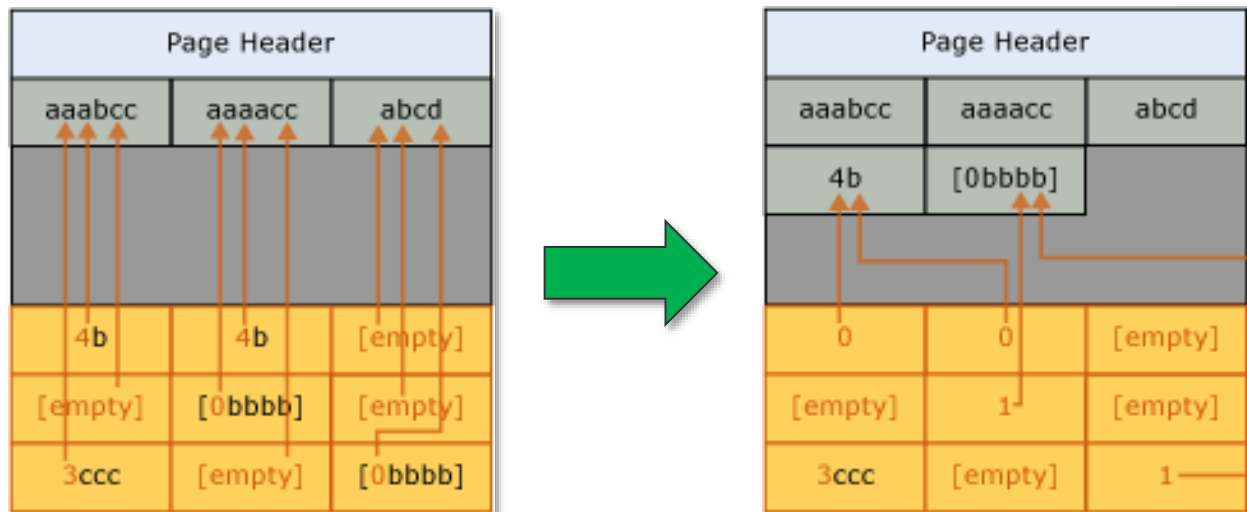 Page Header
aaabcc aaaacc abcd
4b 4b [empty]
[empty] [0bbbb] [empty]
3ccc [empty] [0bbbb]
Page Header
aaabcc aaaacc abcd
4b [0bbbb]
0 0 [empty]
[empty] 1 [empty]
3ccc [empty] 1